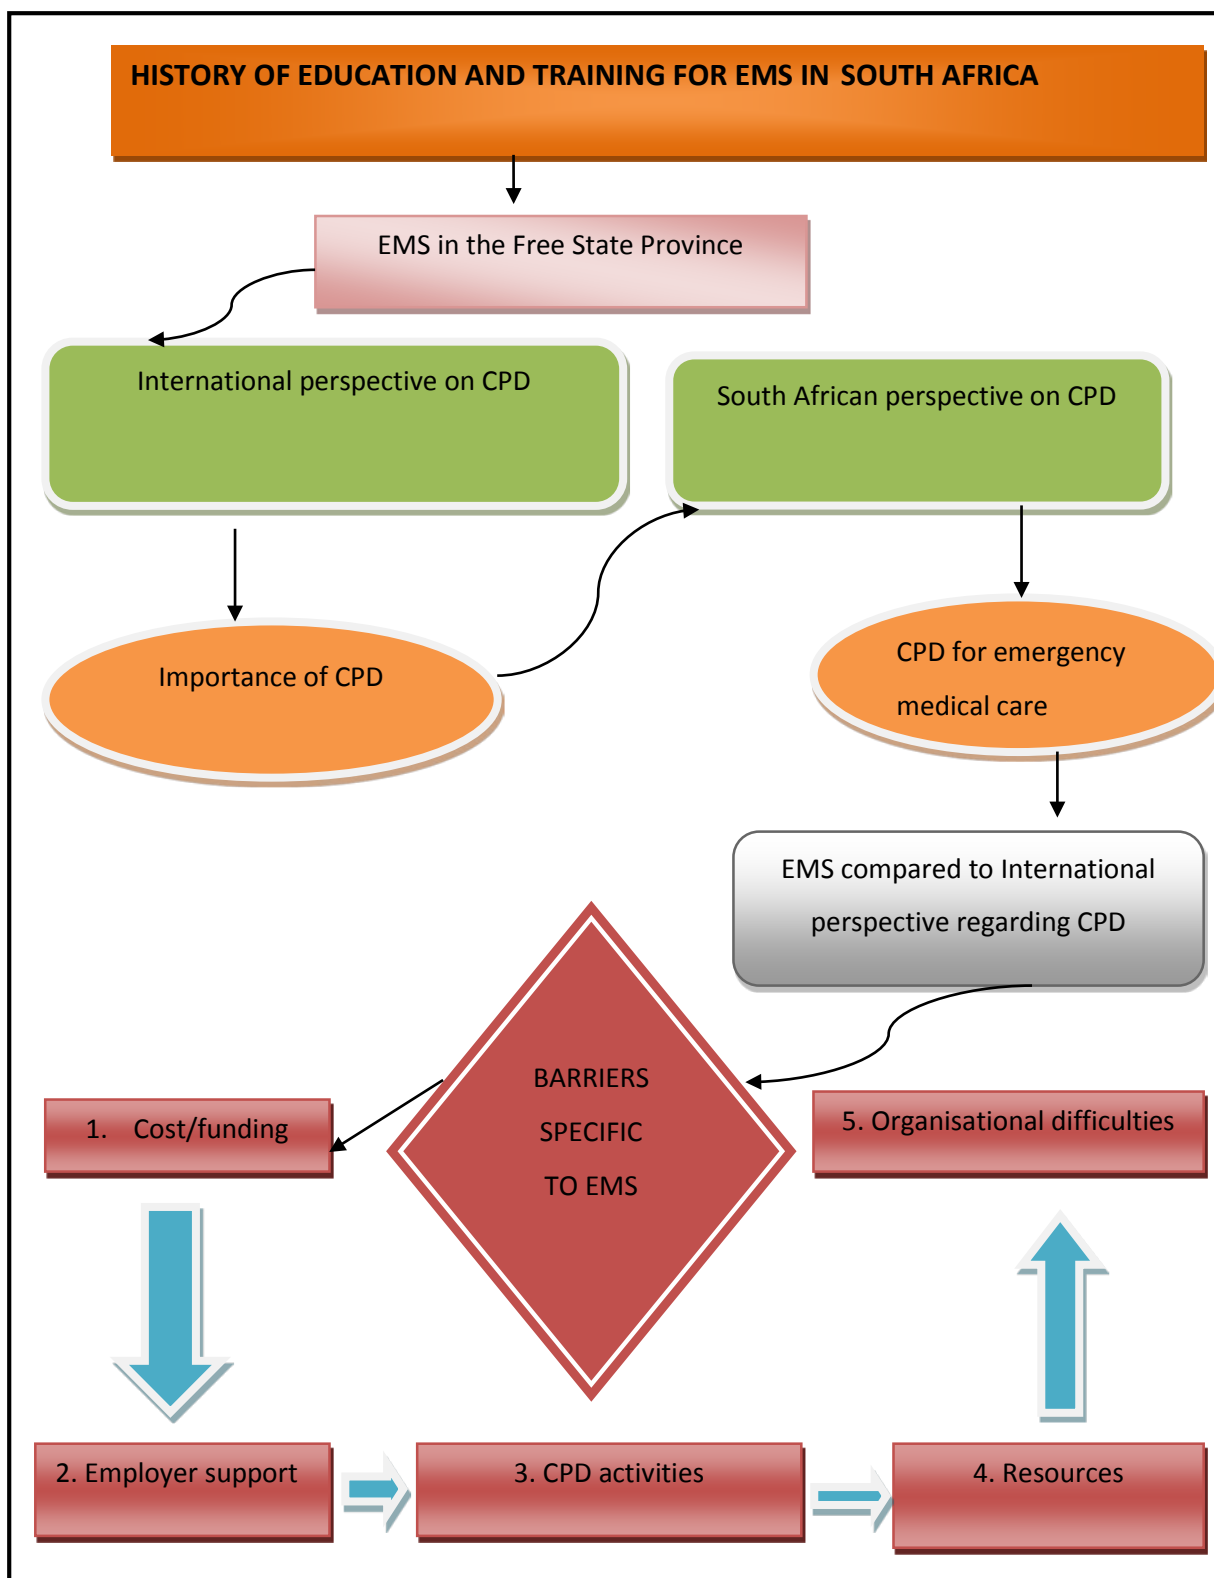 HISTORY OF EDUCATION AND TRAINING FOR EMS IN SOUTH AFRICA
EMS in the Free State Province
International perspective on CPD
South African perspective on CPD
Importance of CPD
CPD for emergency
medical care
EMS compared to International
perspective regarding CPD
BARRIERS
SPECIFIC
TO EMS
1. Cost/funding
5. Organisational difficulties
2. Employer support
3. CPD activities
4. Resources